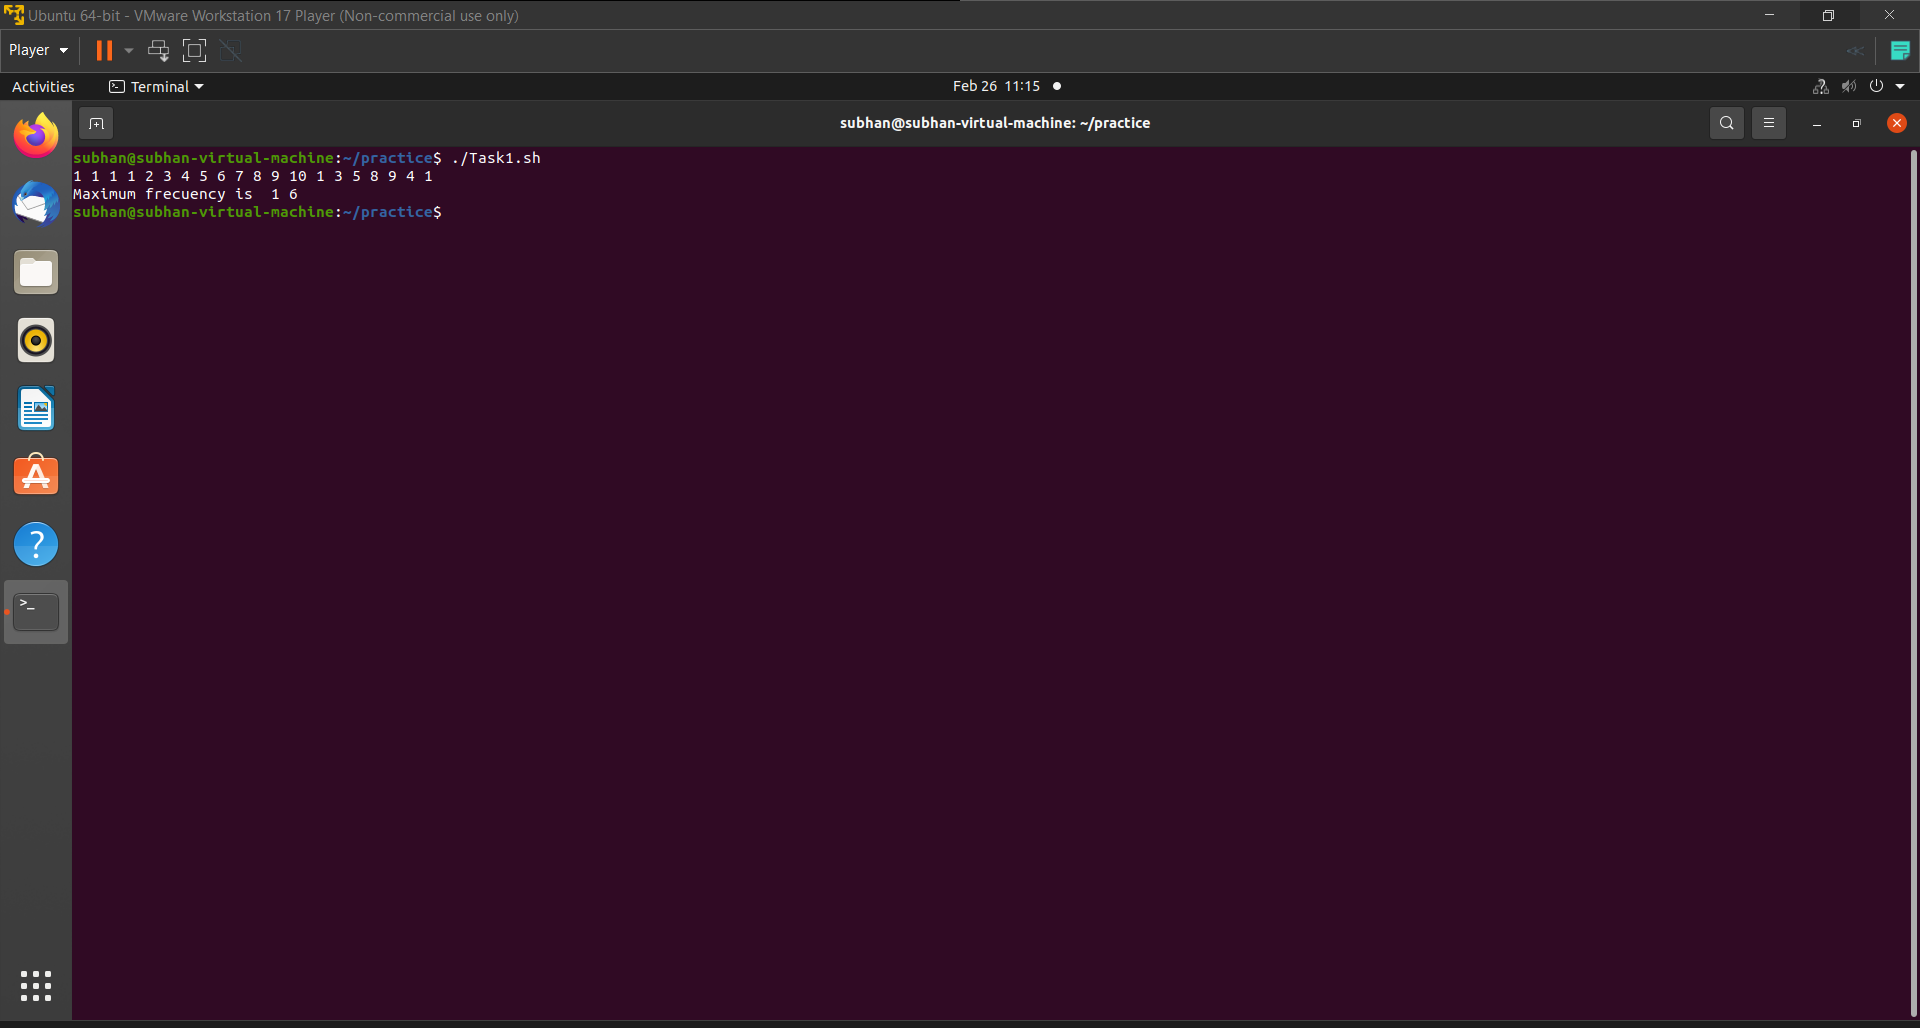 Ubuntu 64-bit - VMware Workstation 17 Player (Non-commercial use only)
Player
Activities Terminal Feb 26 11:15
subhan@subhan-virtual-machine: ~/practice
subhan@subhan-virtual-machine:~/practice$ ./Task1.sh
1 1 1 1 2 3 4 5 6 7 8 9 10 1 3 5 8 9 4 1
Maximum frecuency is  1 6
subhan@subhan-virtual-machine:~/practice$